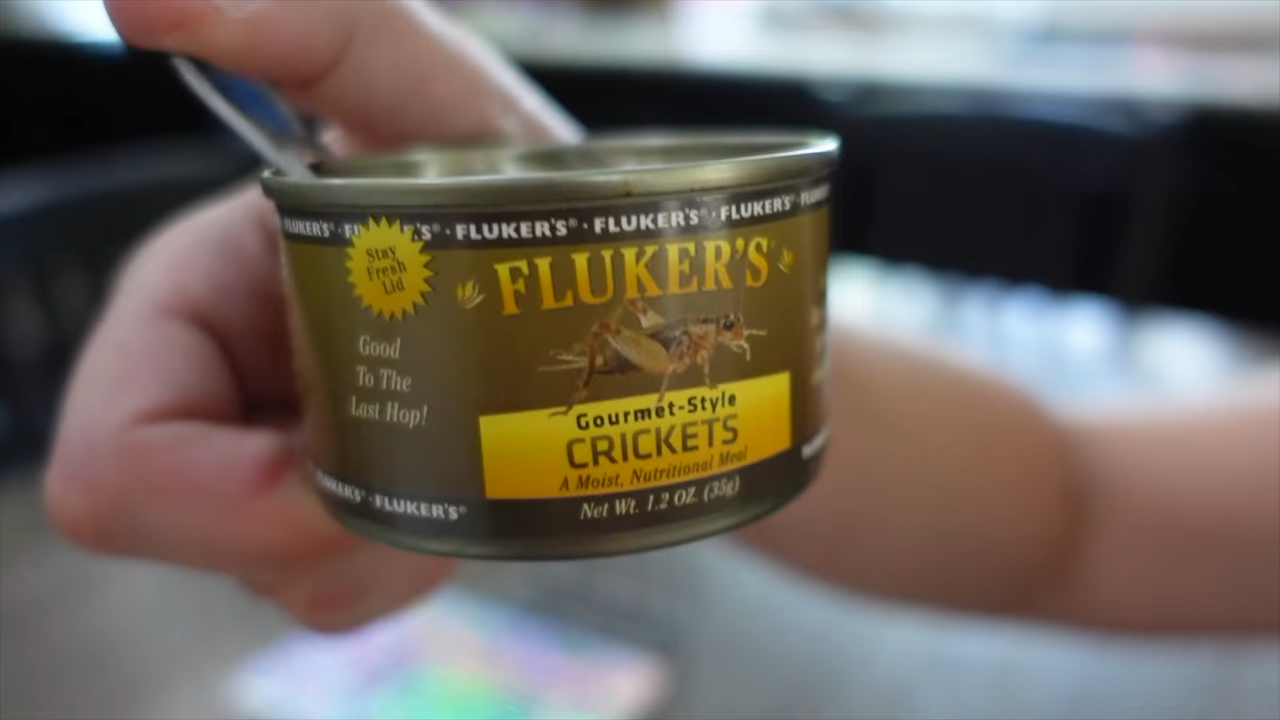 FLUKER'S® · FLUKER'S® · FLUKER'S® · FLUKER'S®
Stay
Fresh
Lid
FLUKER'S
Good
To The
Last Hop!
Gourmet-Style
CRICKETS
A Moist, Nutritional Meal
Net Wt. 1.2 OZ. (35g)
FLUKER'S® · FLUKER'S®